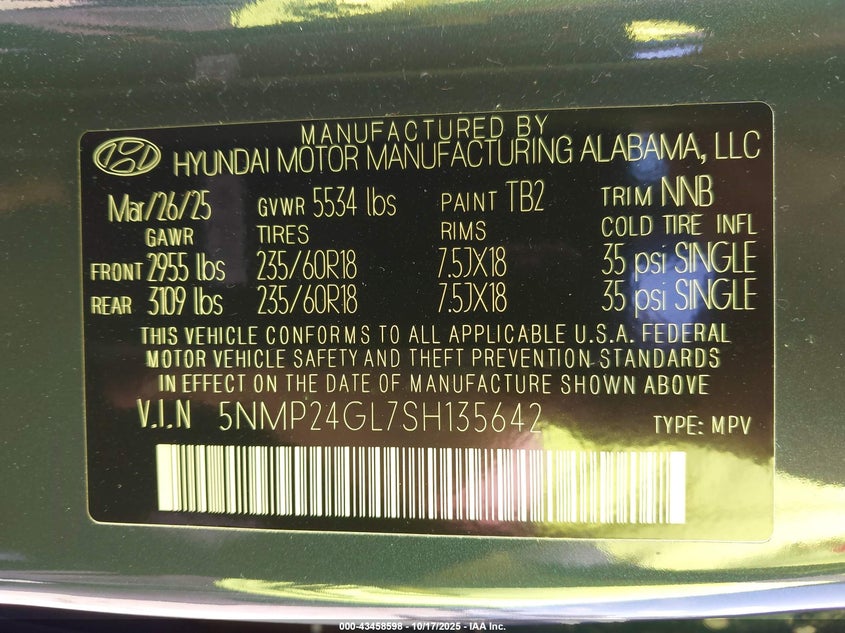 MANUFACTURED BY
HYUNDAI MOTOR MANUFACTURING ALABAMA, LLC
Mar/26/25 GVWR 5534 lbs PAINT TB2 TRIM NNB
GAWR TIRES RIMS COLD TIRE INFL
FRONT 2955 lbs 235/60R18 7.5JX18 35 psi SINGLE
REAR 3109 lbs 235/60R18 7.5JX18 35 psi SINGLE
THIS VEHICLE CONFORMS TO ALL APPLICABLE U.S.A. FEDERAL
MOTOR VEHICLE SAFETY AND THEFT PREVENTION STANDARDS
IN EFFECT ON THE DATE OF MANUFACTURE SHOWN ABOVE
V.I.N 5NMP24GL7SH135642 TYPE: MPV
000-43458598 - 10/17/2025 - IAA Inc.